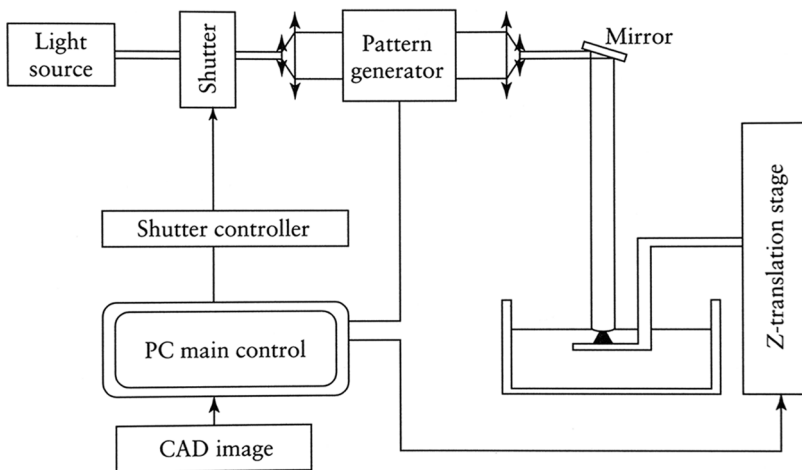 Light
source
Shutter
Pattern
generator
Mirror
Shutter controller
PC main control
CAD image
Z-translation stage